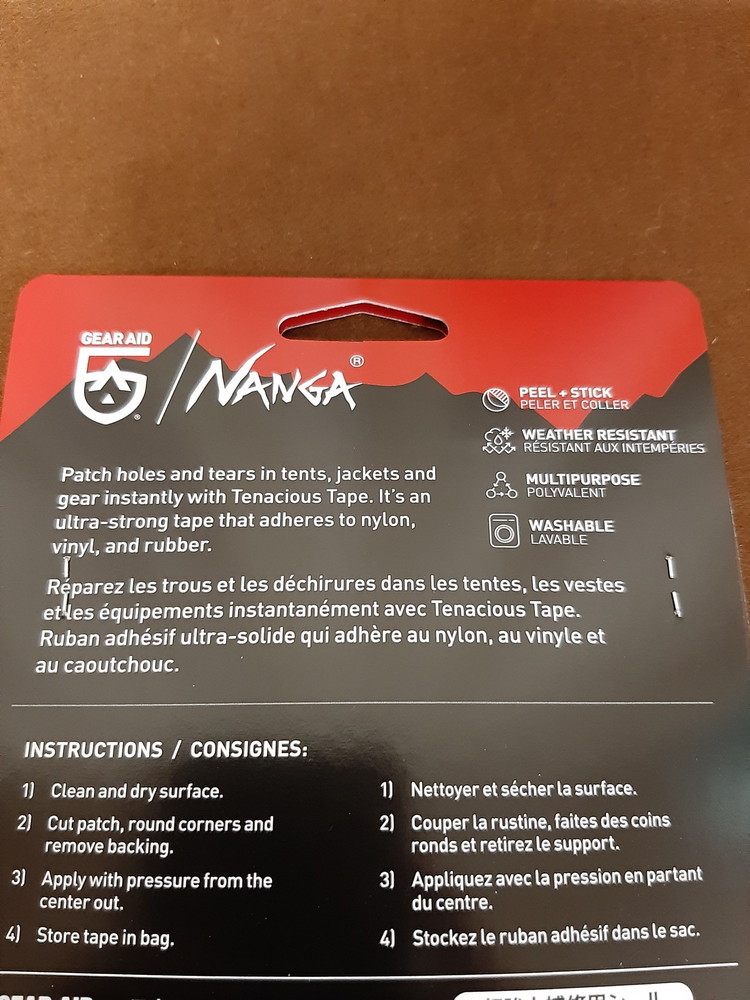 GEAR AID
NANGA®
PEEL + STICK
PELER ET COLLER
WEATHER RESISTANT
RÉSISTANT AUX INTEMPÉRIES
MULTIPURPOSE
POLYVALENT
WASHABLE
LAVABLE
Patch holes and tears in tents, jackets and
gear instantly with Tenacious Tape. It's an
ultra-strong tape that adheres to nylon,
vinyl, and rubber.
Réparez les trous et les déchirures dans les tentes, les vestes
et les équipements instantanément avec Tenacious Tape.
Ruban adhésif ultra-solide qui adhère au nylon, au vinyle et
au caoutchouc.
INSTRUCTIONS / CONSIGNES:
1) Clean and dry surface.
2) Cut patch, round corners and
remove backing.
3) Apply with pressure from the
center out.
4) Store tape in bag.
1) Nettoyer et sécher la surface.
2) Couper la rustine, faites des coins
ronds et retirez le support.
3) Appliquez avec la pression en partant
du centre.
4) Stockez le ruban adhésif dans le sac.
GEAR AID